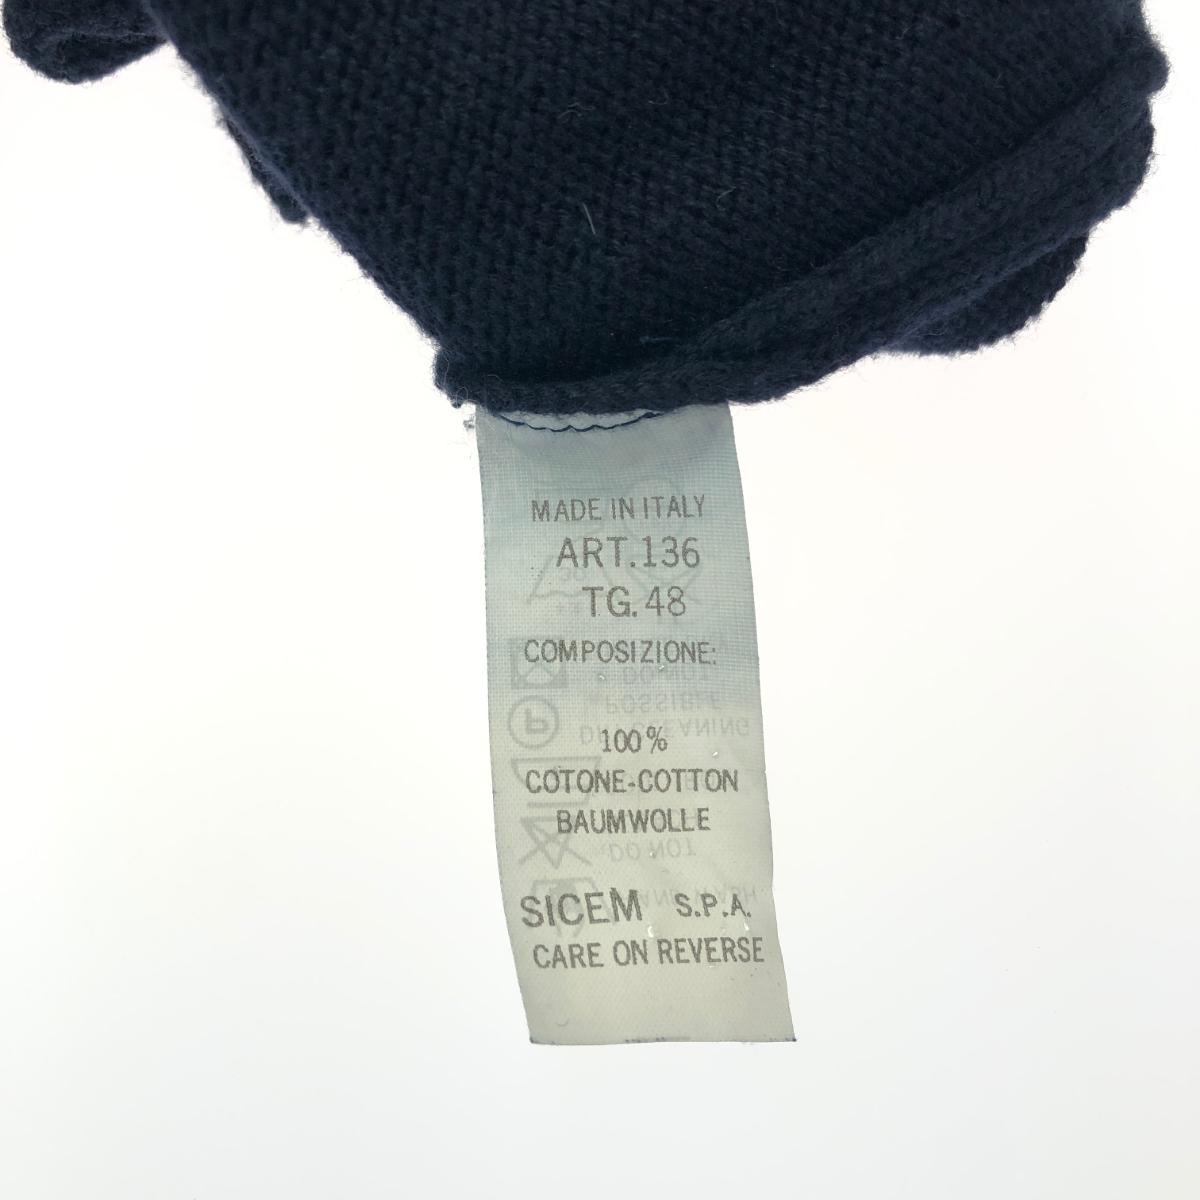 MADE IN ITALY
ART.136
TG. 48
COMPOSIZIONE:
100%
COTONE-COTTON
BAUMWOLLE
SICEM S.P.A.
CARE ON REVERSE